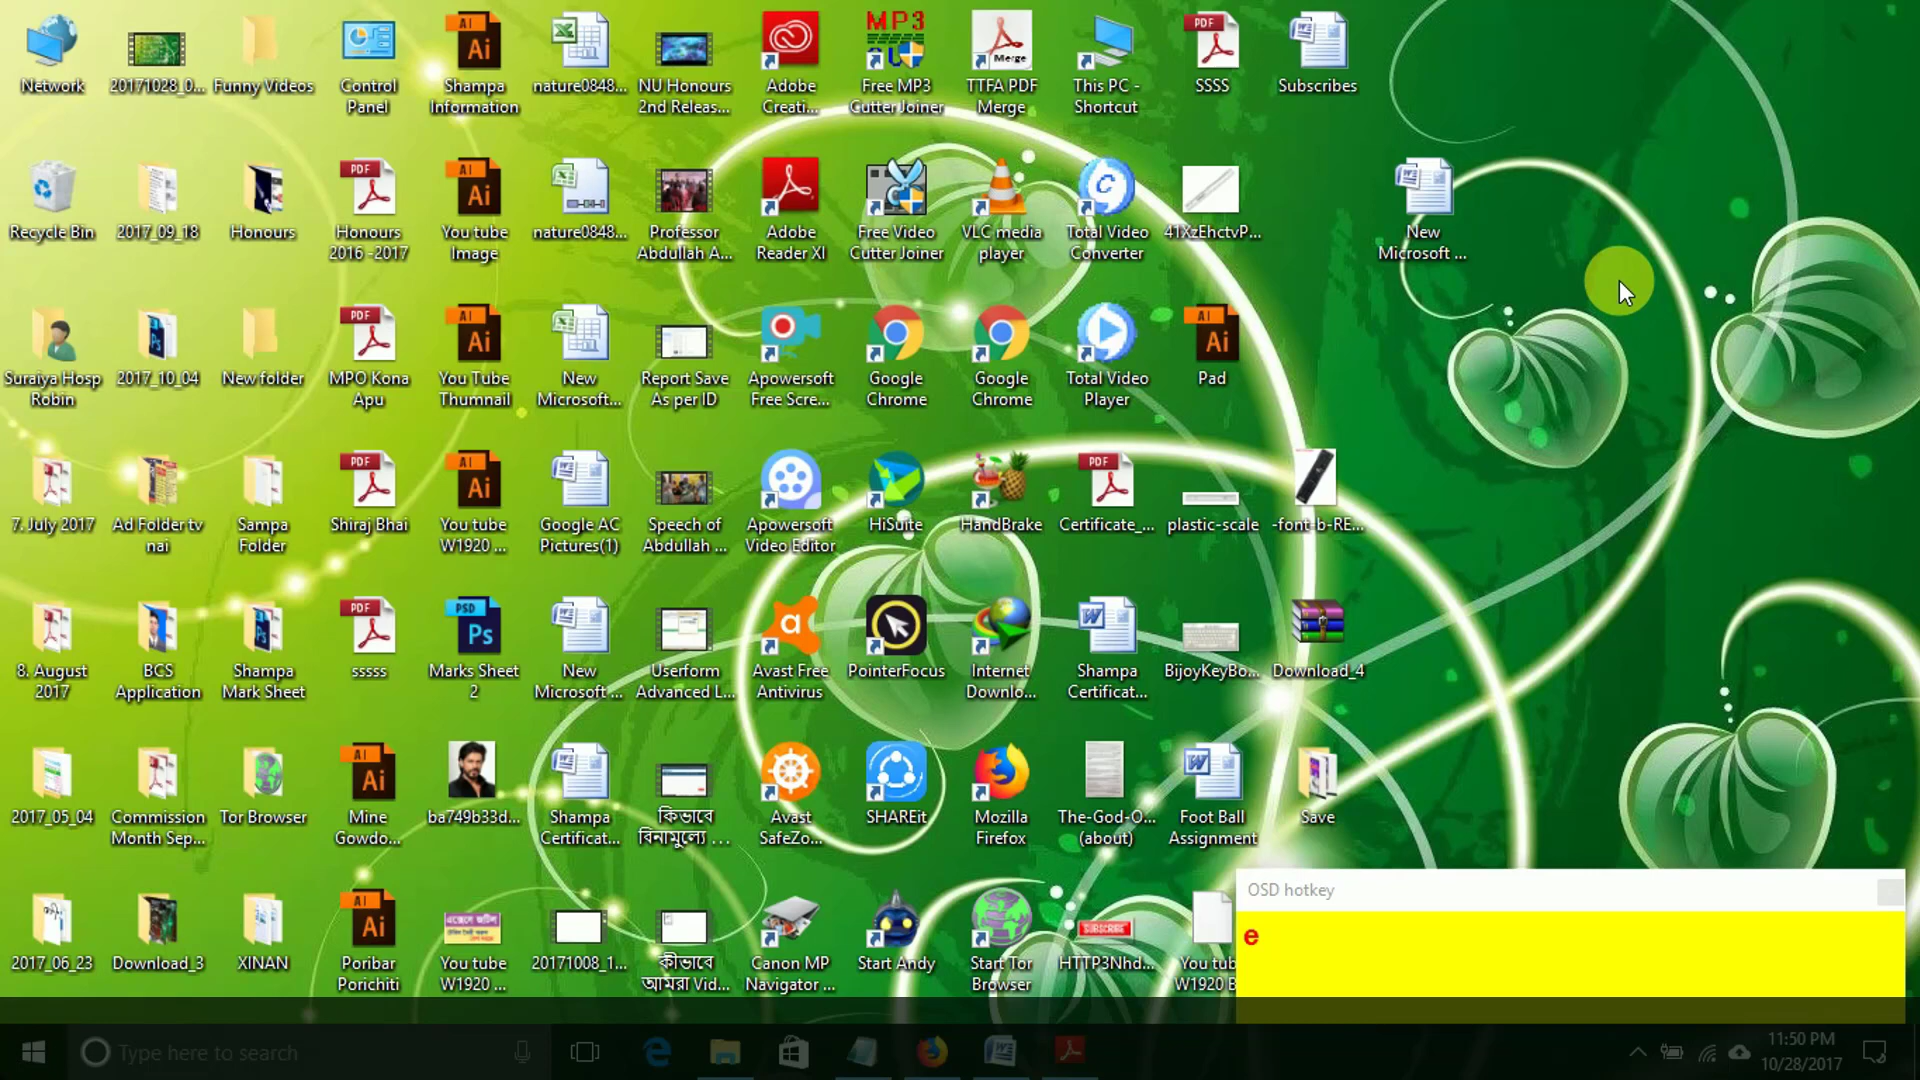 Network
20171028_0...
Funny Videos
Control
Panel
Shampa
Information
nature0848...
NU Honours
2nd Releas...
Adobe
Creati...
Free MP3
Cutter Joiner
TTFA PDF
Merge
This PC -
Shortcut
SSSS
Subscribes
Recycle Bin
2017_09_18
Honours
Honours
2016 -2017
You tube
Image
nature0848...
Professor
Abdullah A...
Adobe
Reader XI
Free Video
Cutter Joiner
VLC media
player
Total Video
Converter
41XzEhctvP...
New
Microsoft ...
Suraiya Hosp
Robin
2017_10_04
New folder
MPO Kona
Apu
You Tube
Thumnail
New
Microsoft...
Report Save
As per ID
Apowersoft
Free Scre...
Google
Chrome
Google
Chrome
Total Video
Player
Pad
7. July 2017
Ad Folder tv
nai
Sampa
Folder
Shiraj Bhai
You tube
W1920 ...
Google AC
Pictures(1)
Speech of
Abdullah ...
Apowersoft
Video Editor
HiSuite
HandBrake
Certificate_...
plastic-scale
-font-b-RE...
8. August
2017
BCS
Application
Shampa
Mark Sheet
sssss
Marks Sheet
2
New
Microsoft ...
Userform
Advanced L...
Avast Free
Antivirus
PointerFocus
Internet
Downlo...
Shampa
Certificat...
BijoyKeyBo...
Download_4
2017_05_04
Commission
Month Sep...
Tor Browser
Mine
Gowdo...
ba749b33d...
Shampa
Certificat...
কিভাবে
বিনামুল্যে ...
Avast
SafeZo...
SHAREit
Mozilla
Firefox
The-God-O...
(about)
Foot Ball
Assignment
Save
2017_06_23
Download_3
XINAN
Poribar
Porichiti
You tube
W1920 ...
20171008_1...
কীভাবে
আমরা Vid...
Canon MP
Navigator ...
Start Andy
Start Tor
Browser
HTTP3Nhd...
You tub
W1920 B
OSD hotkey
e
Type here to search
11:50 PM
10/28/2017